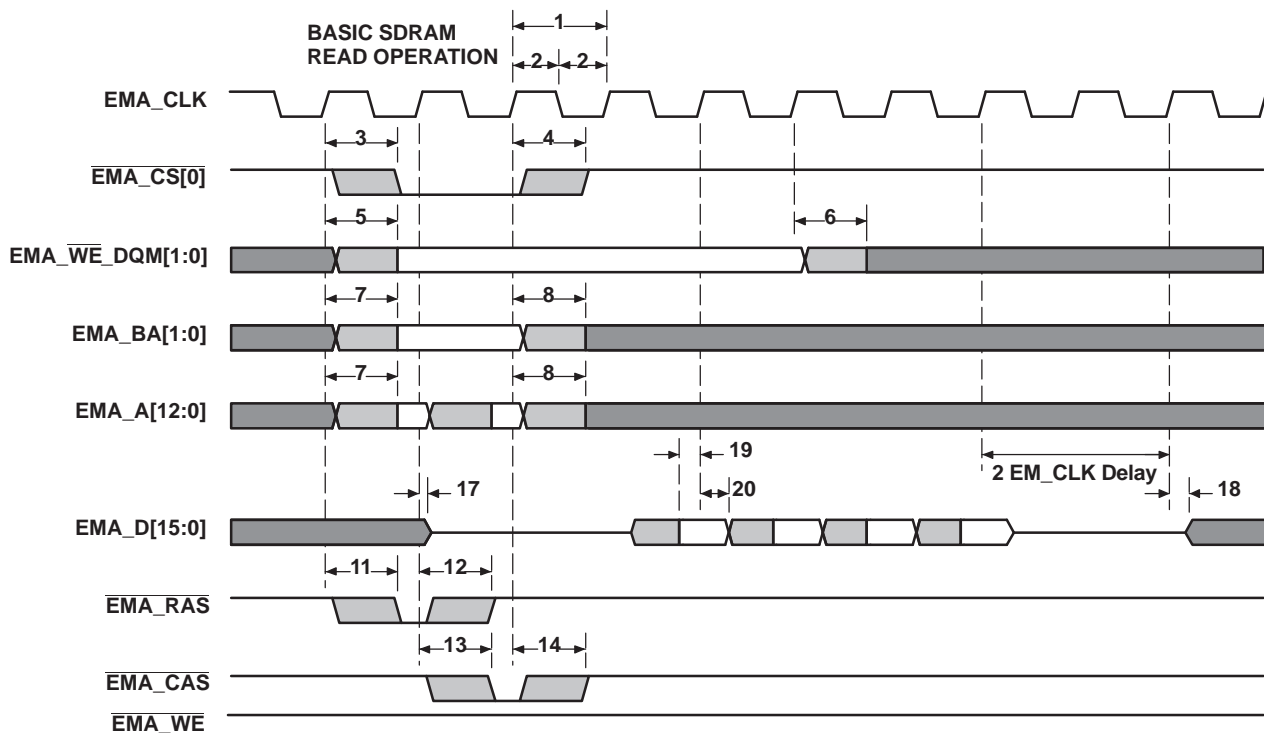 BASIC SDRAM
READ OPERATION
1
2 2
EMA_CLK
3 4
EMA_CS[0]
5 6
EMA_WE_DQM[1:0]
7 8
EMA_BA[1:0]
7 8
EMA_A[12:0]
19
2 EM_CLK Delay
17 20 18
EMA_D[15:0]
11 12
EMA_RAS
13 14
EMA_CAS
EMA_WE